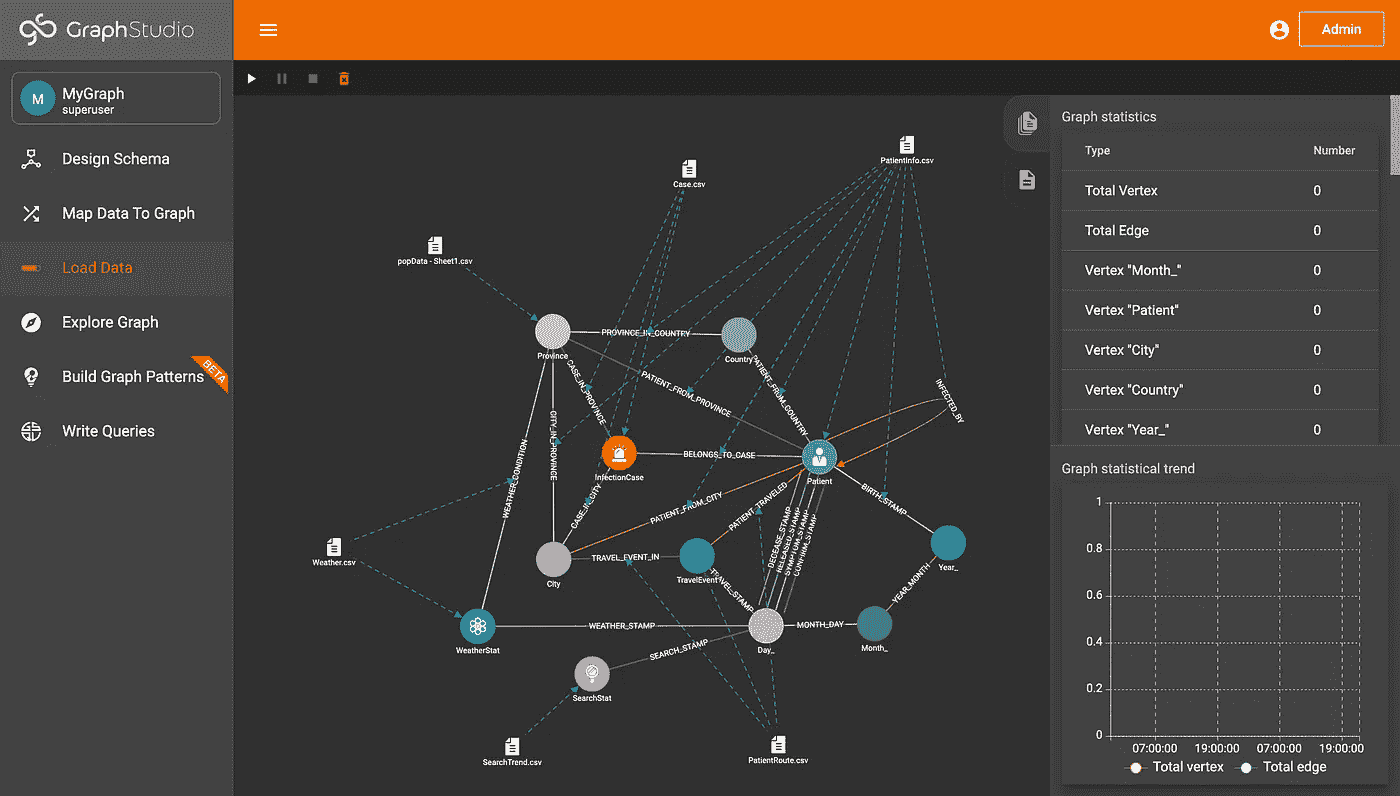 GraphStudio
Admin
M
MyGraph
superuser
Design Schema
Map Data To Graph
Load Data
Explore Graph
Build Graph Patterns
BETA
Write Queries
PatientInfo.csv
Case.csv
popData - Sheet1.csv
PROVINCE_IN_COUNTRY
Province
Country
CASE_IN_PROVINCE
PATIENT_FROM_PROVINCE
PATIENT_FROM_COUNTRY
INFECTED_BY
CITY_IN_PROVINCE
WEATHER_CONDITION
BELONGS_TO_CASE
InfectionCase
Patient
CASE_IN_CITY
PATIENT_FROM_CITY
PATIENT_TRAVELED
BIRTH_STAMP
DECEASE_STAMP
RELEASED_STAMP
SYMPTOM_STAMP
CONFIRM_STAMP
Weather.csv
City
TRAVEL_EVENT_IN
TravelEvent
TRAVEL_STAMP
Year_
YEAR_MONTH
WEATHER_STAMP
MONTH_DAY
WeatherStat
Day_
Month_
SEARCH_STAMP
SearchStat
SearchTrend.csv
PatientRoute.csv
Graph statistics
Type Number
Total Vertex 0
Total Edge 0
Vertex "Month_" 0
Vertex "Patient" 0
Vertex "City" 0
Vertex "Country" 0
Vertex "Year_" 0
Graph statistical trend
1
0.8
0.6
0.4
0.2
0
07:00:00 19:00:00 07:00:00 19:00:00
Total vertex Total edge